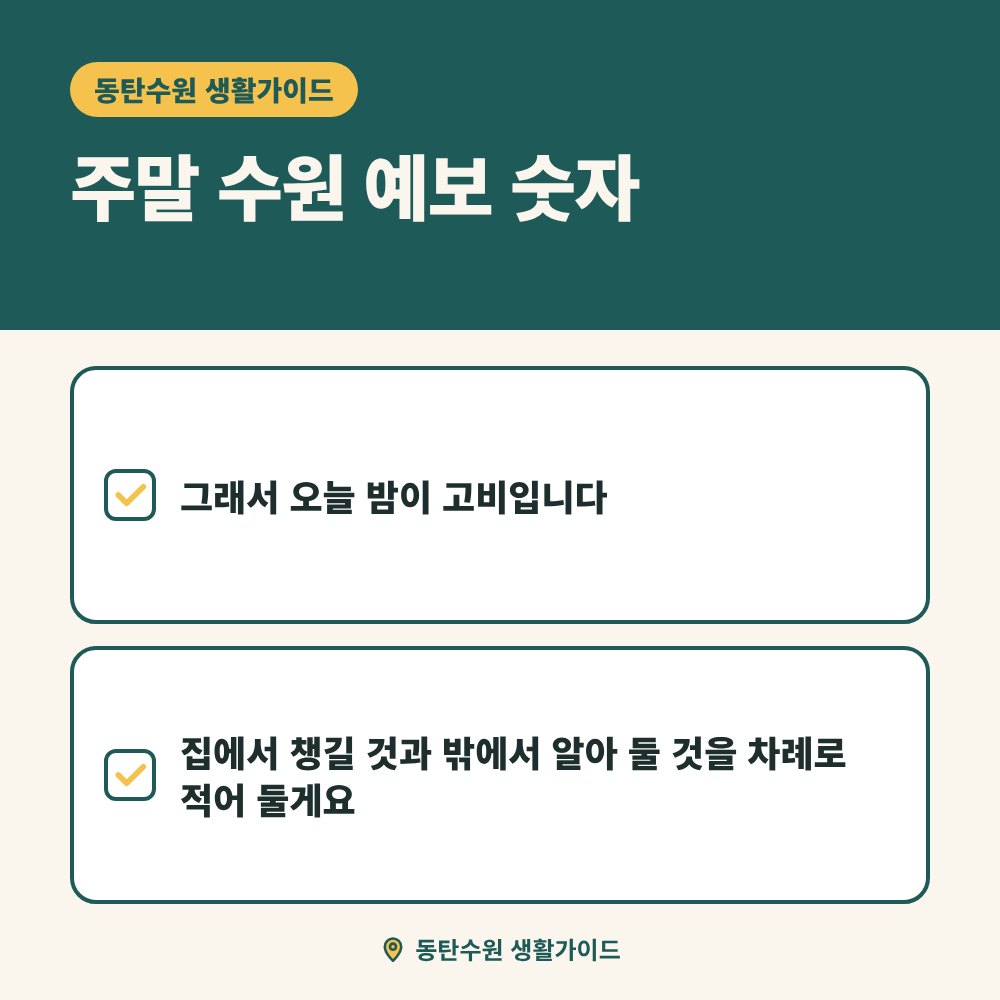 동탄수원 생활가이드
주말 수원 예보 숫자
그래서 오늘 밤이 고비입니다
집에서 챙길 것과 밖에서 알아 둘 것을 차례로
적어 둘게요
동탄수원 생활가이드